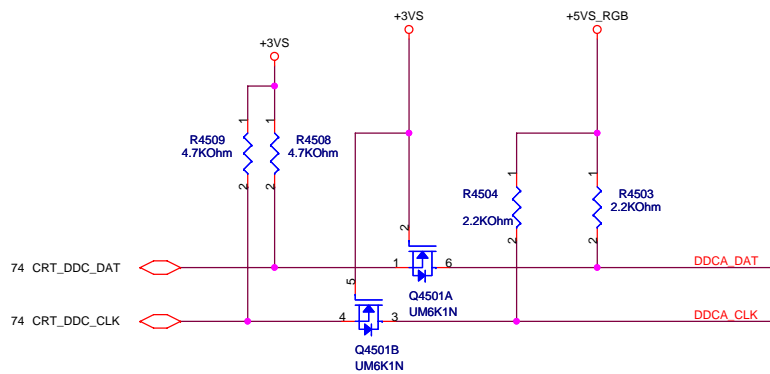 +3VS
+3VS
+5VS_RGB
1
1
R4509
4.7KOhm
R4508
4.7KOhm
2
2
1
1
R4504
2.2KOhm
R4503
2.2KOhm
2
2
2
74 CRT_DDC_DAT
1
6
DDCA_DAT
Q4501A
UM6K1N
5
74 CRT_DDC_CLK
4
3
DDCA_CLK
Q4501B
UM6K1N